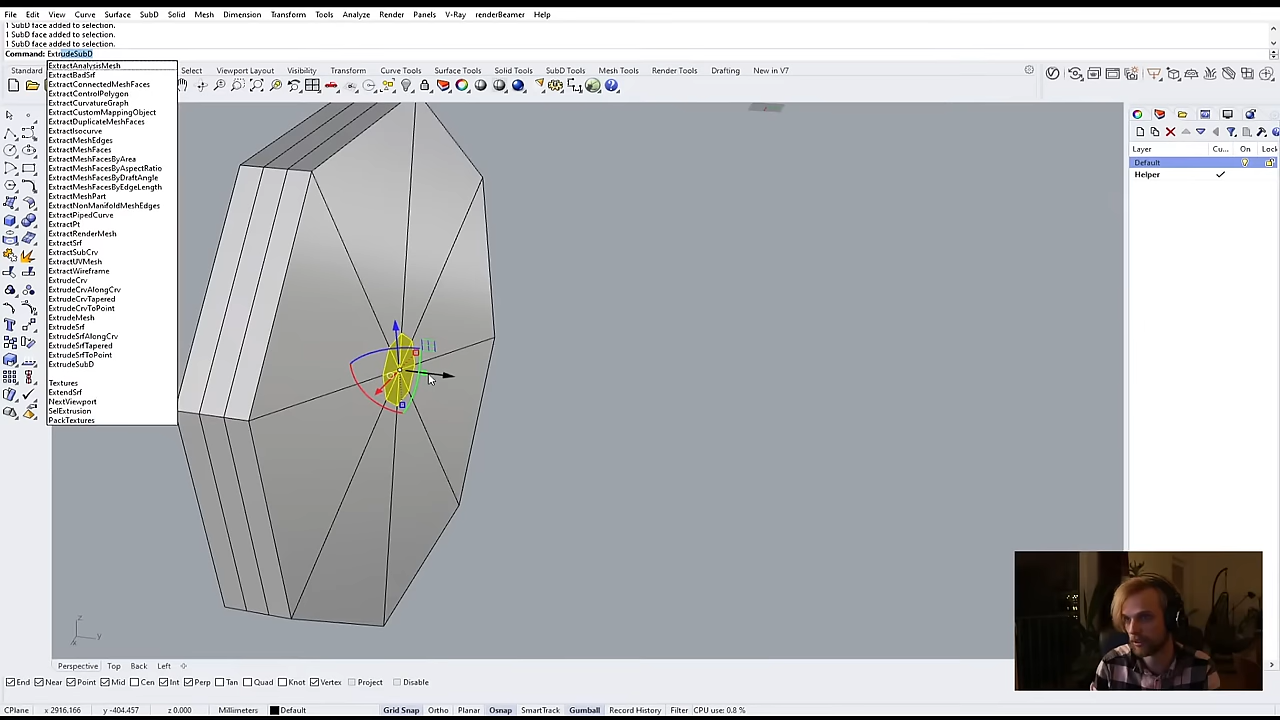 File Edit View Curve Surface SubD Solid Mesh Dimension Transform Tools Analyze Render Panels V-Ray renderBeamer Help
1 SubD face added to selection.
1 SubD face added to selection.
1 SubD face added to selection.
Command: ExtrudeSubD
Standard Select Viewport Layout Visibility Transform Curve Tools Surface Tools Solid Tools SubD Tools Mesh Tools Render Tools Drafting New in V7
ExtractAnalysisMesh
ExtractBadSrf
ExtractConnectedMeshFaces
ExtractControlPolygon
ExtractCurvatureGraph
ExtractCustomMappingObject
ExtractDuplicateMeshFaces
ExtractIsocurve
ExtractMeshEdges
ExtractMeshFaces
ExtractMeshFacesByArea
ExtractMeshFacesByAspectRatio
ExtractMeshFacesByDraftAngle
ExtractMeshFacesByEdgeLength
ExtractMeshPart
ExtractNonManifoldMeshEdges
ExtractPipedCurve
ExtractPt
ExtractRenderMesh
ExtractSrf
ExtractSubCrv
ExtractUVMesh
ExtractWireframe
ExtrudeCrv
ExtrudeCrvAlongCrv
ExtrudeCrvTapered
ExtrudeCrvToPoint
ExtrudeMesh
ExtrudeSrf
ExtrudeSrfAlongCrv
ExtrudeSrfTapered
ExtrudeSrfToPoint
ExtrudeSubD
Textures
ExtendSrf
NextViewport
SelExtrusion
PackTextures
Layer Cu... On Lock
Default
Helper
z
y
x
Perspective Top Back Left
End Near Point Mid Cen Int Perp Tan Quad Knot Vertex Project Disable
CPlane x 2916.166 y -404.457 z 0.000 Millimeters Default Grid Snap Ortho Planar Osnap SmartTrack Gumball Record History Filter CPU use: 0.8 %